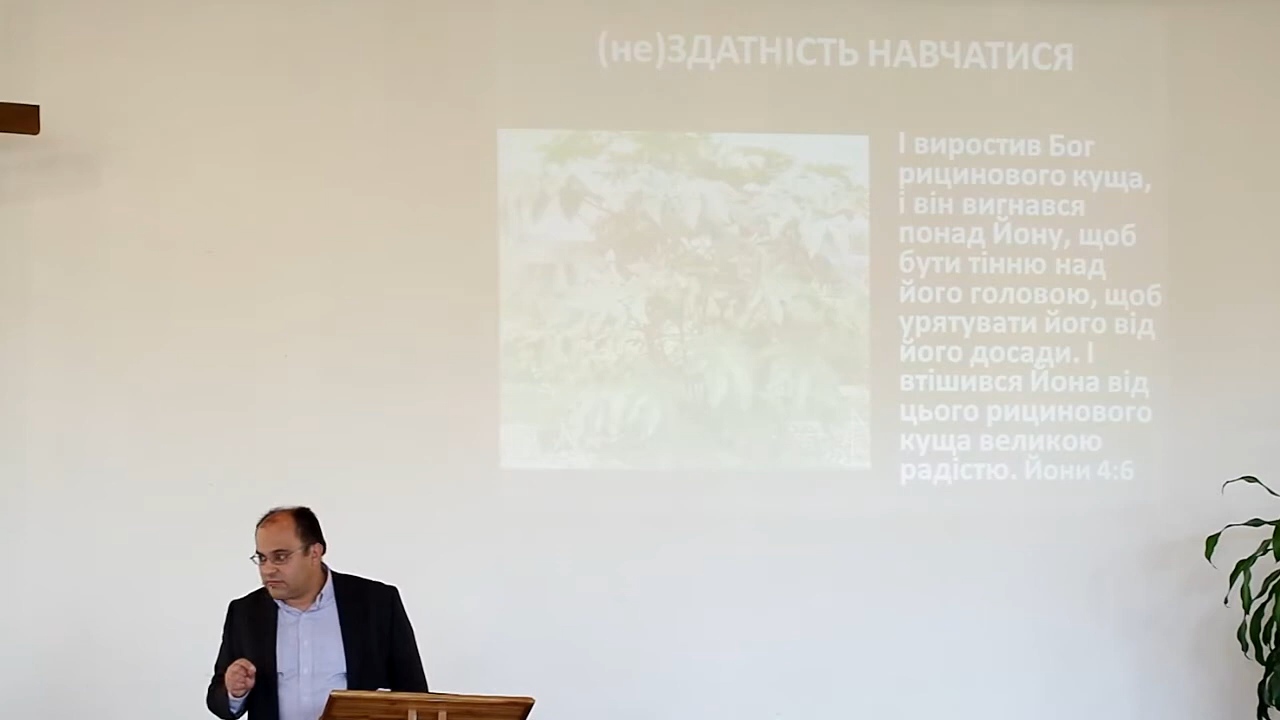 (не)ЗДАТНІСТЬ НАВЧАТИСЯ
І виростив Бог
рицинового куща,
і він вигнався
понад Йону, щоб
бути тінню над
його головою, щоб
урятувати його від
його досади. І
втішився Йона від
цього рицинового
куща великою
радістю. Йони 4:6